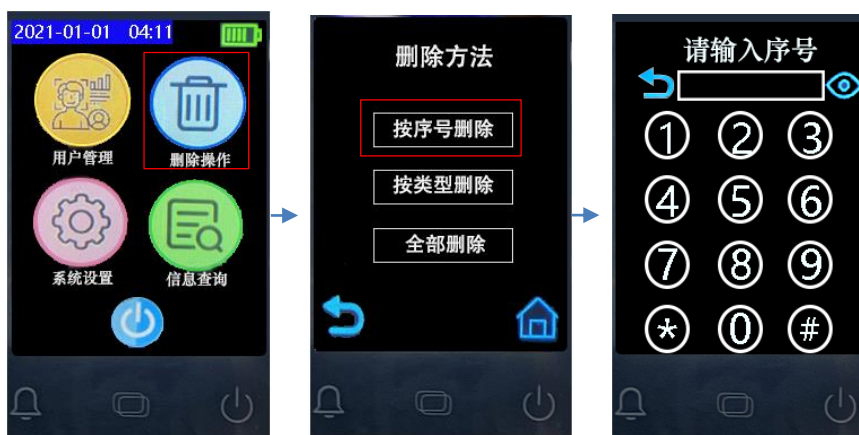 2021-01-01 04:11
用户管理
删除操作
系统设置
信息查询
删除方法
按序号删除
按类型删除
全部删除
请输入序号
1 2 3
4 5 6
7 8 9
* 0 #